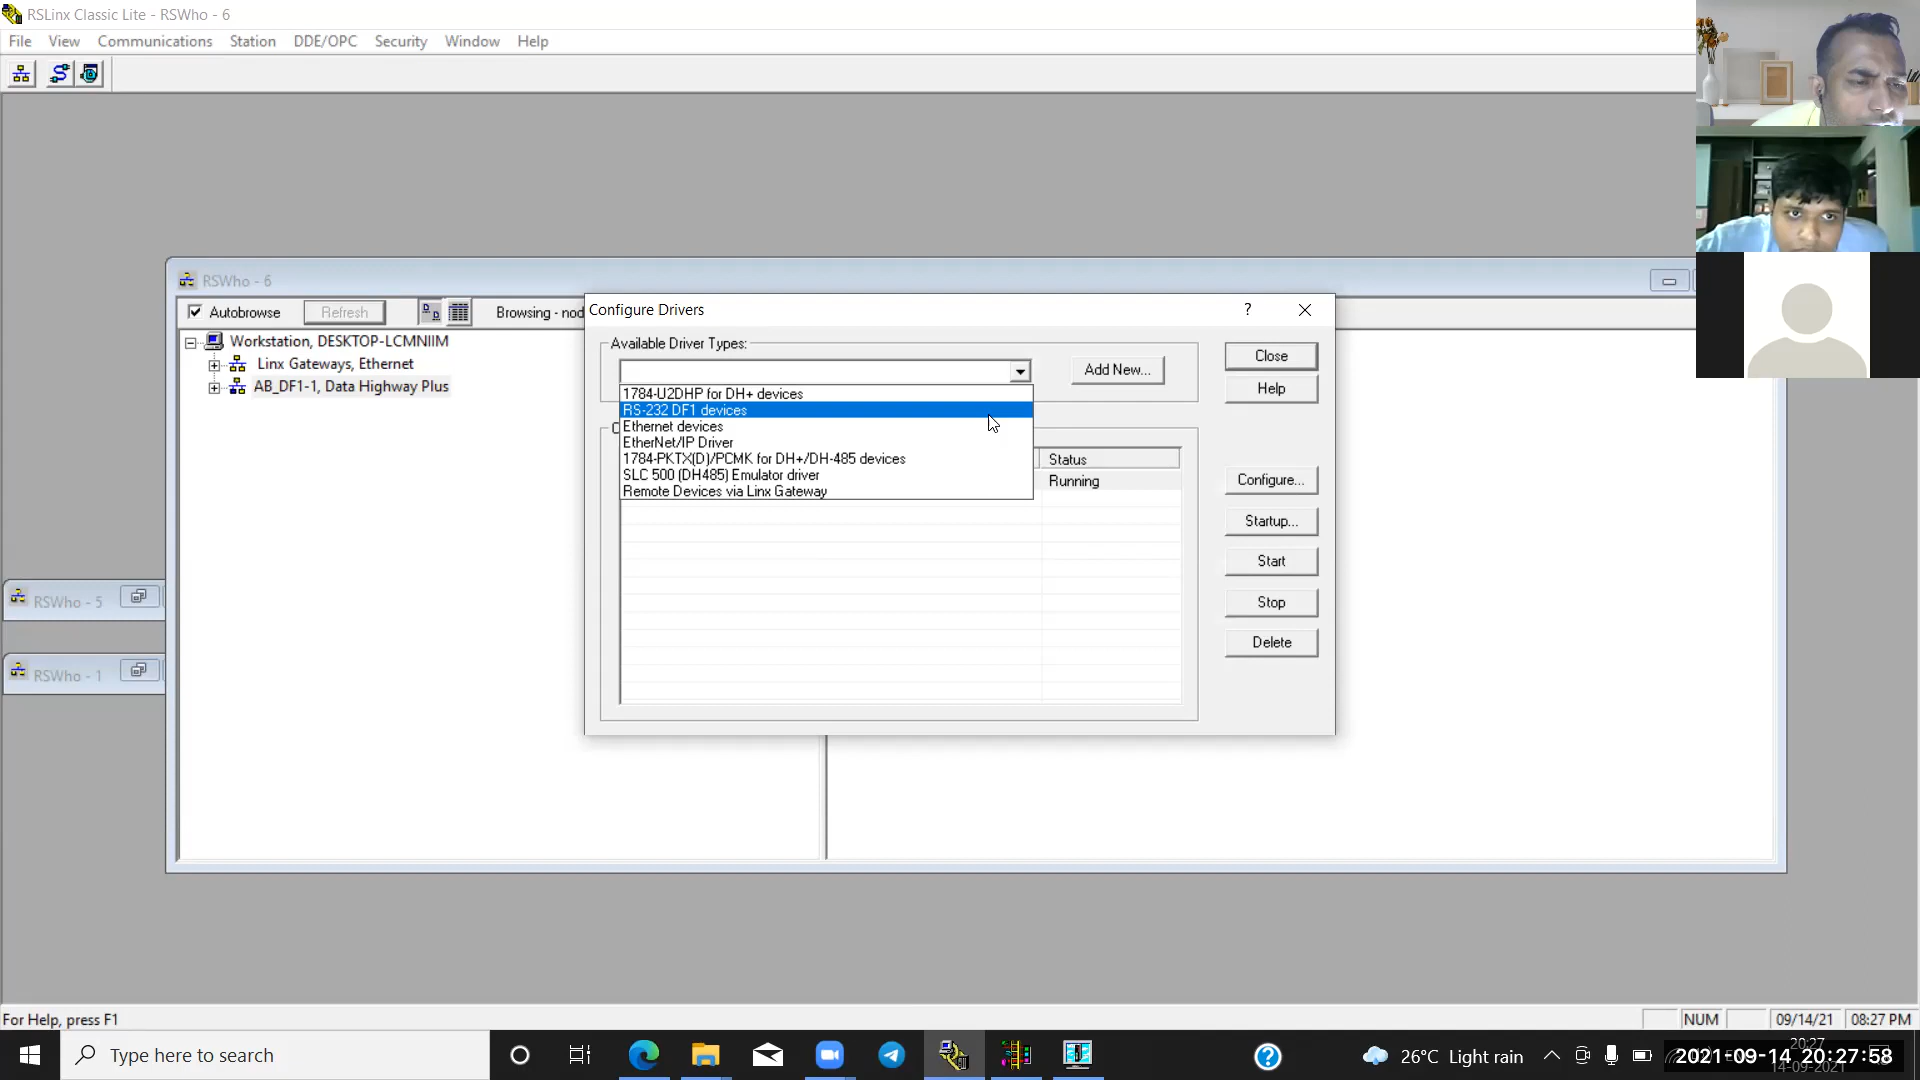 RSLinx Classic Lite - RSWho - 6
File View Communications Station DDE/OPC Security Window Help
RSWho - 6
Autobrowse Refresh Browsing - nod
Workstation, DESKTOP-LCMNIIM
Linx Gateways, Ethernet
AB_DF1-1, Data Highway Plus
RSWho - 5
RSWho - 1
Configure Drivers
?
Available Driver Types:
Add New...
1784-U2DHP for DH+ devices
RS-232 DF1 devices
Ethernet devices
EtherNet/IP Driver
1784-PKTX(D)/PCMK for DH+/DH-485 devices
SLC 500 (DH485) Emulator driver
Remote Devices via Linx Gateway
Status
Running
Close
Help
Configure...
Startup...
Start
Stop
Delete
For Help, press F1
NUM 09/14/21 08:27 PM
Type here to search
26°C Light rain
20:27
14-09-2021
2021-09-14 20:27:58